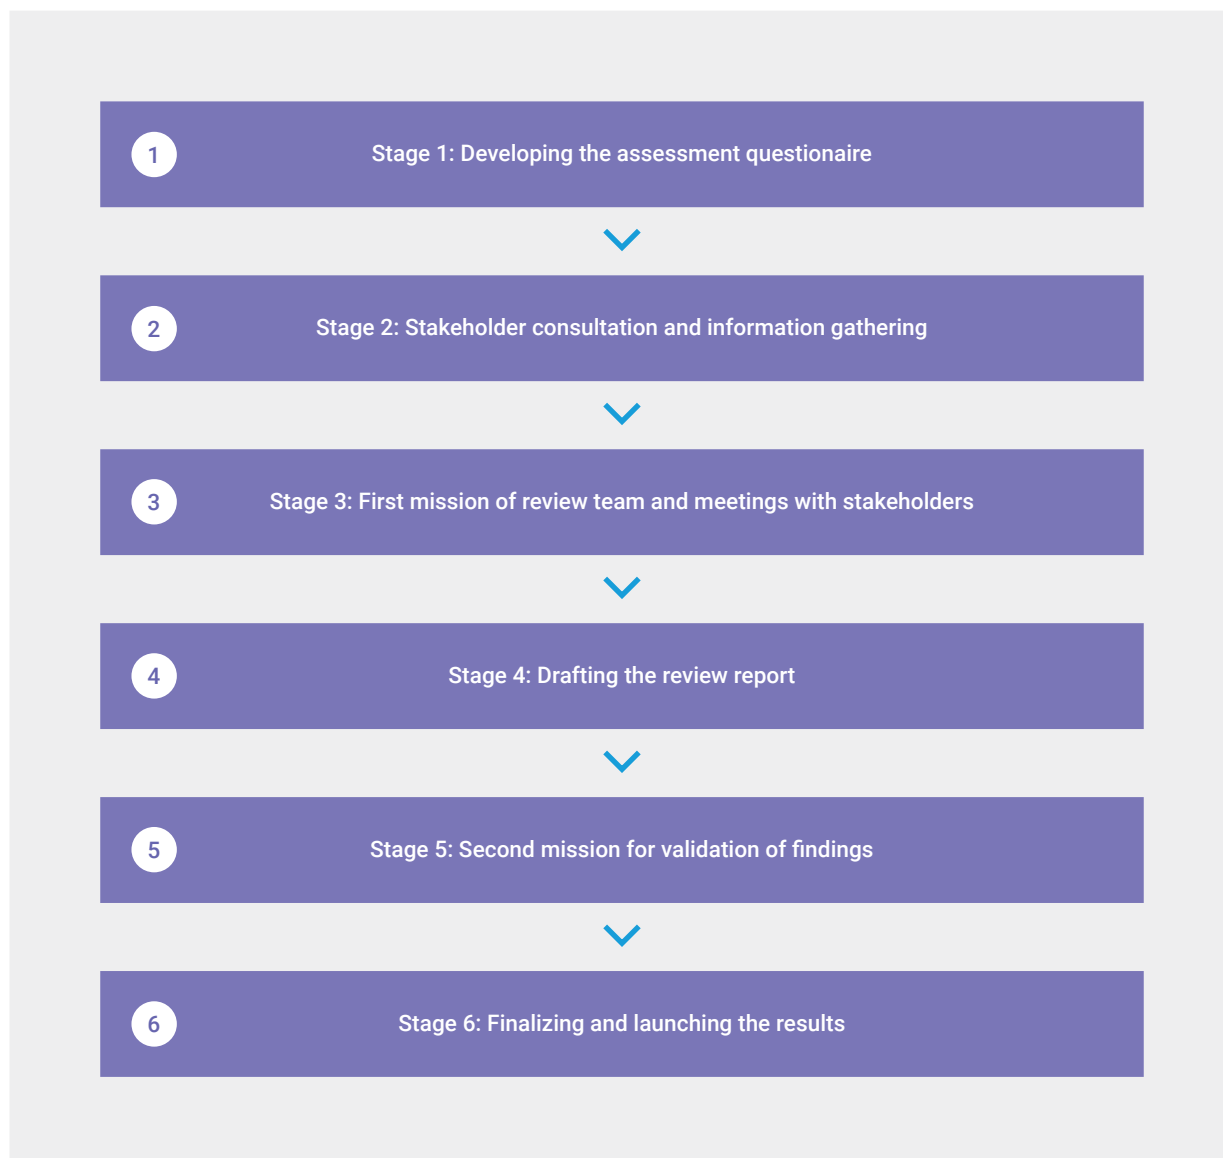 1
Stage 1: Developing the assessment questionaire
2
Stage 2: Stakeholder consultation and information gathering
3
Stage 3: First mission of review team and meetings with stakeholders
4
Stage 4: Drafting the review report
5
Stage 5: Second mission for validation of findings
6
Stage 6: Finalizing and launching the results